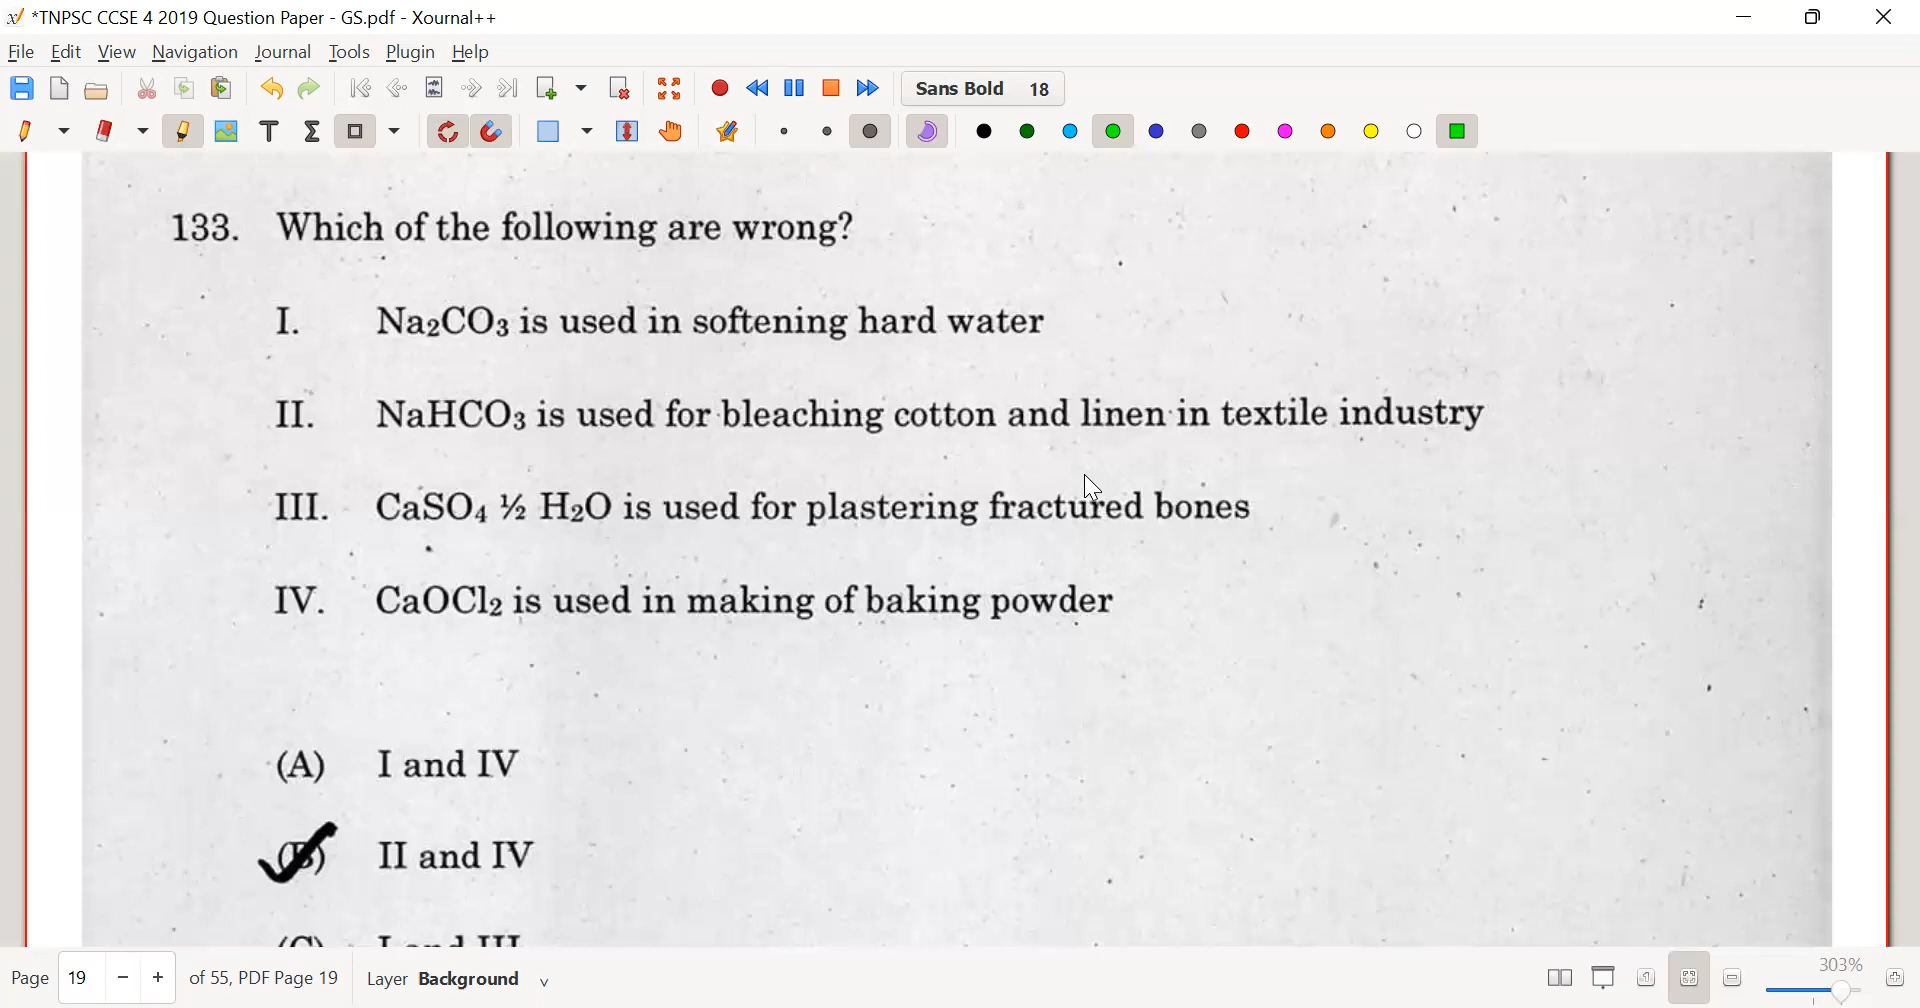 *TNPSC CCSE 4 2019 Question Paper - GS.pdf - Xournal++
File Edit View Navigation Journal Tools Plugin Help
Sans Bold 18
133. Which of the following are wrong?
I. Na₂CO₃ is used in softening hard water
II. NaHCO₃ is used for bleaching cotton and linen in textile industry
III. CaSO₄ ½ H₂O is used for plastering fractured bones
IV. CaOCl₂ is used in making of baking powder
(A) I and IV
(B) II and IV
Page 19 − + of 55, PDF Page 19 Layer Background 303%